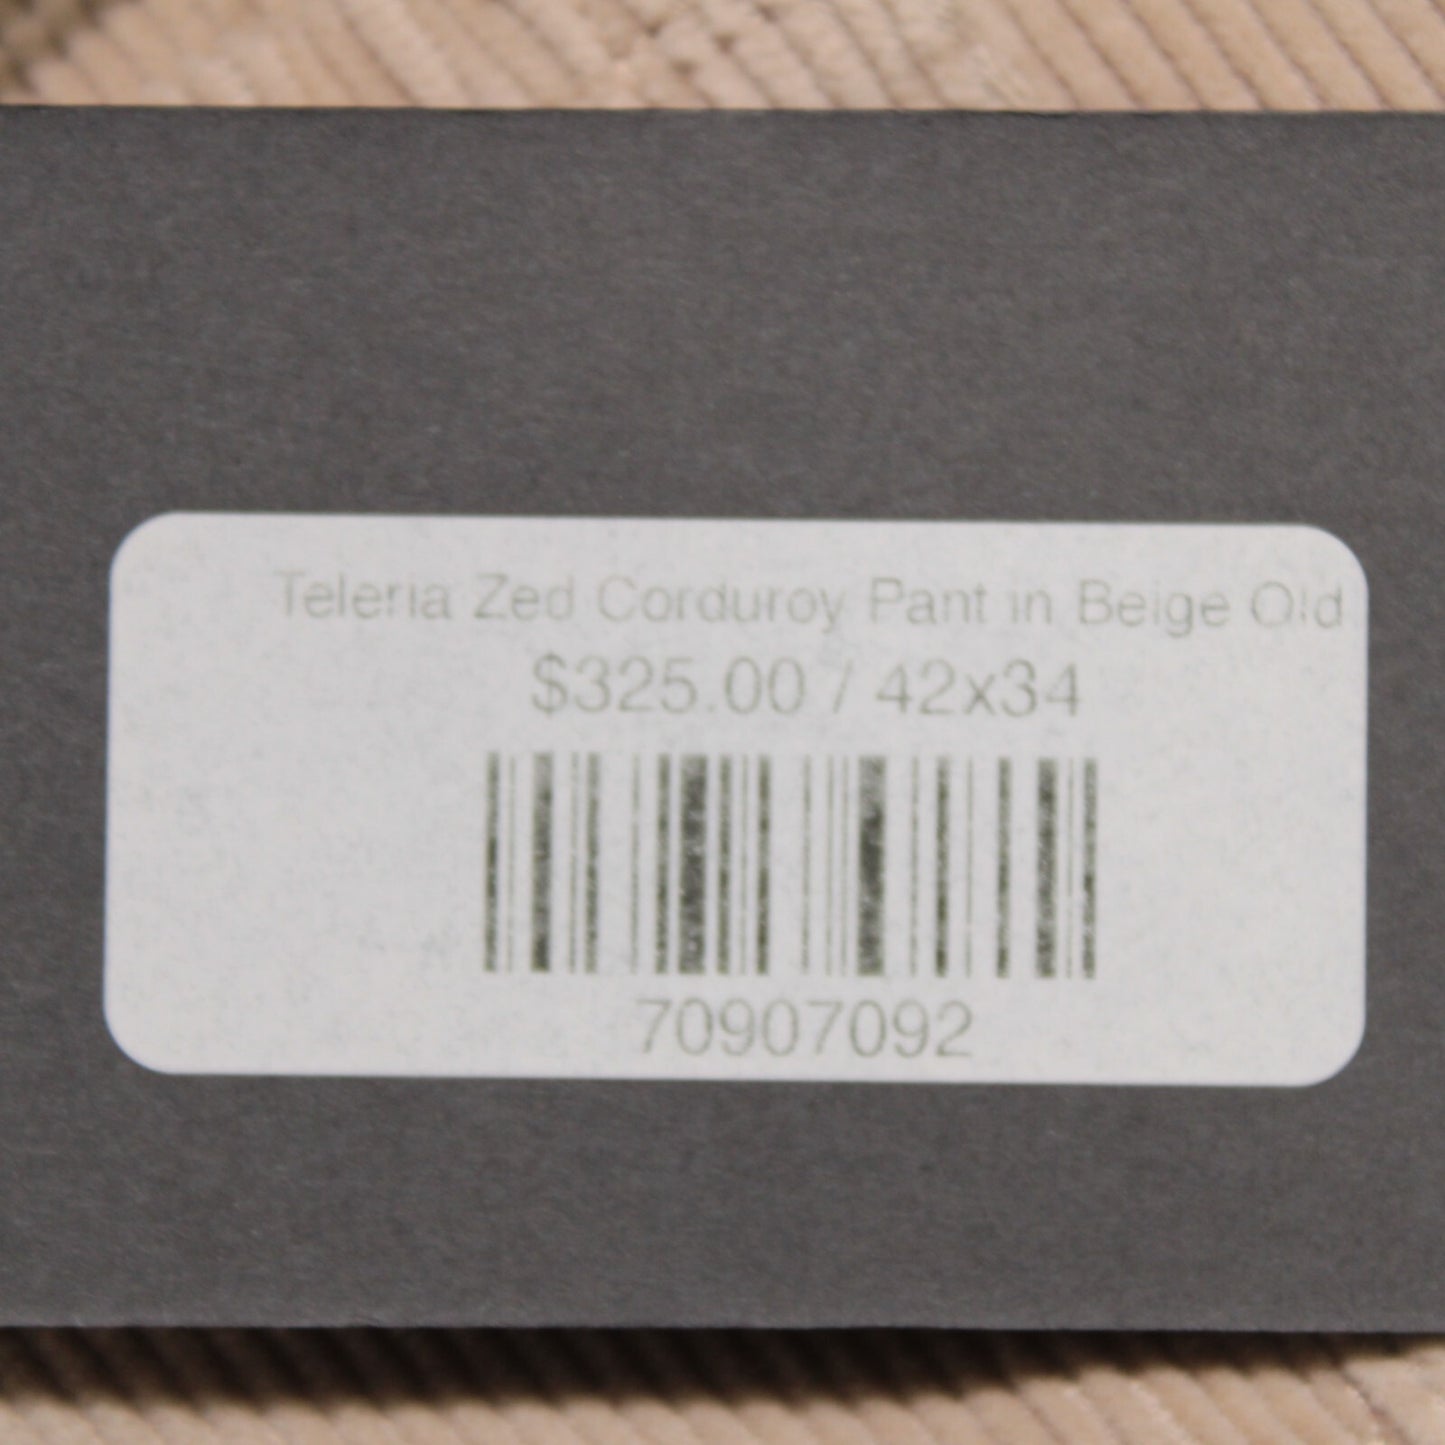 Teleria Zed Corduroy Pant in Beige Old
$325.00 / 42x34
70907092